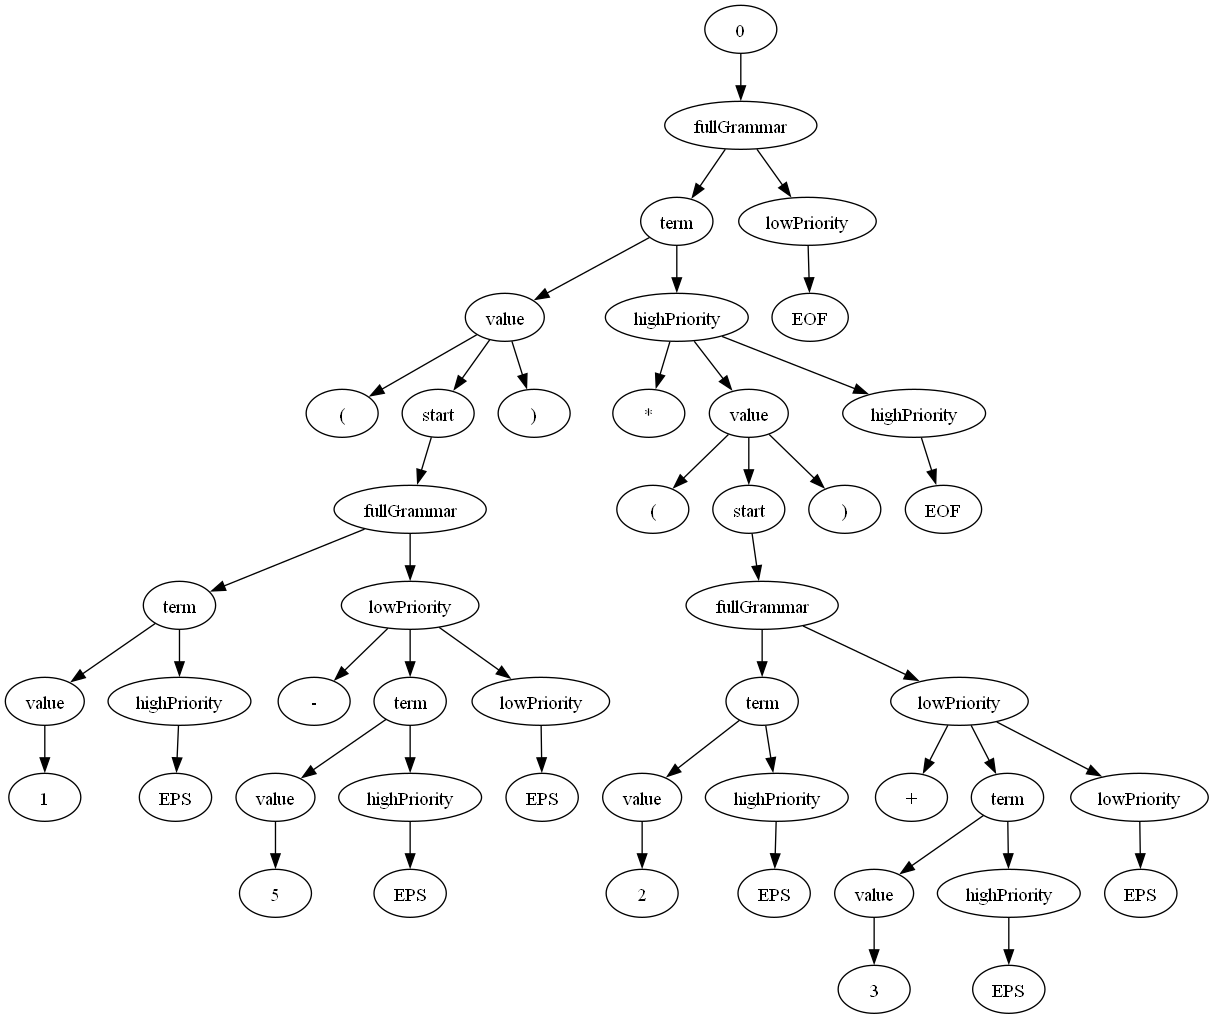 0
fullGrammar
term lowPriority
value highPriority EOF
( start ) * value highPriority
fullGrammar ( start ) EOF
term lowPriority fullGrammar
value highPriority - term lowPriority term lowPriority
1 EPS value highPriority EPS value highPriority + term lowPriority
5 EPS 2 EPS value highPriority EPS
3 EPS